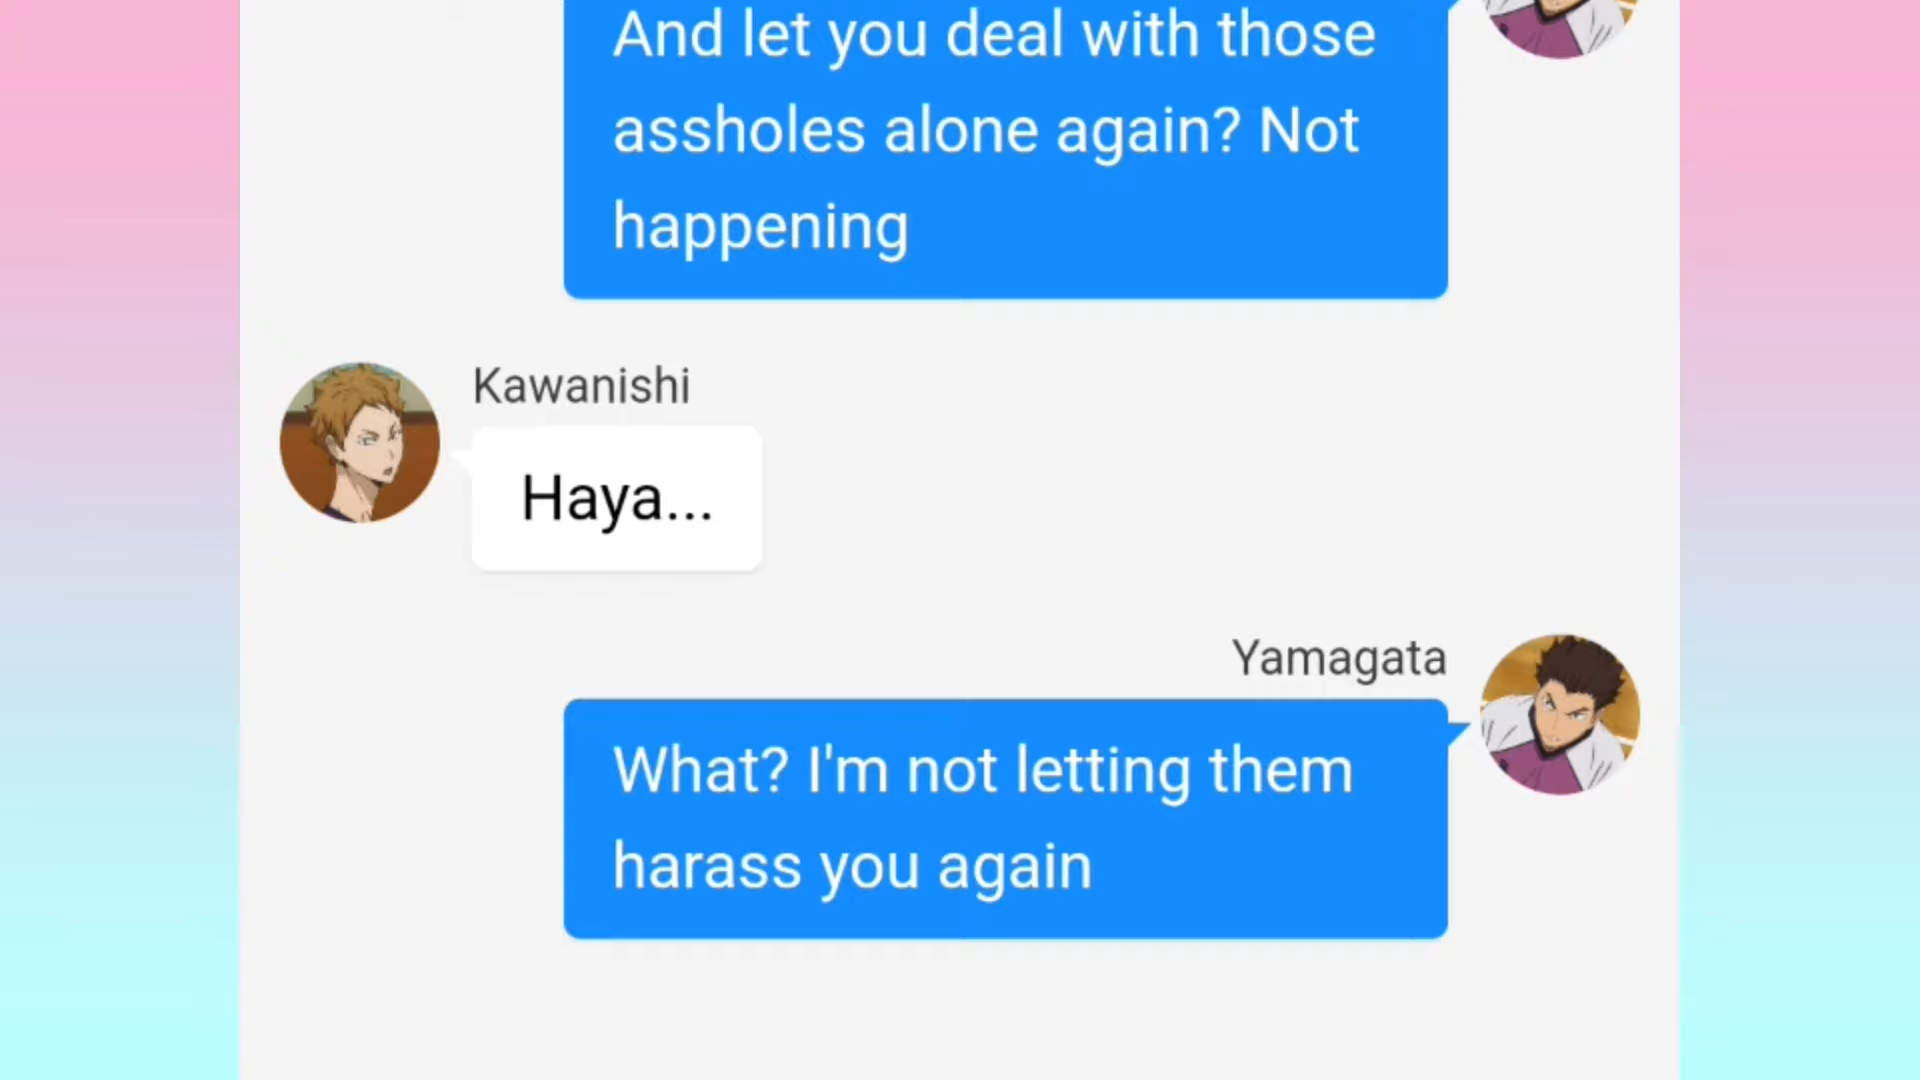 And let you deal with those
assholes alone again? Not
happening
Kawanishi
Haya...
Yamagata
What? I'm not letting them
harass you again